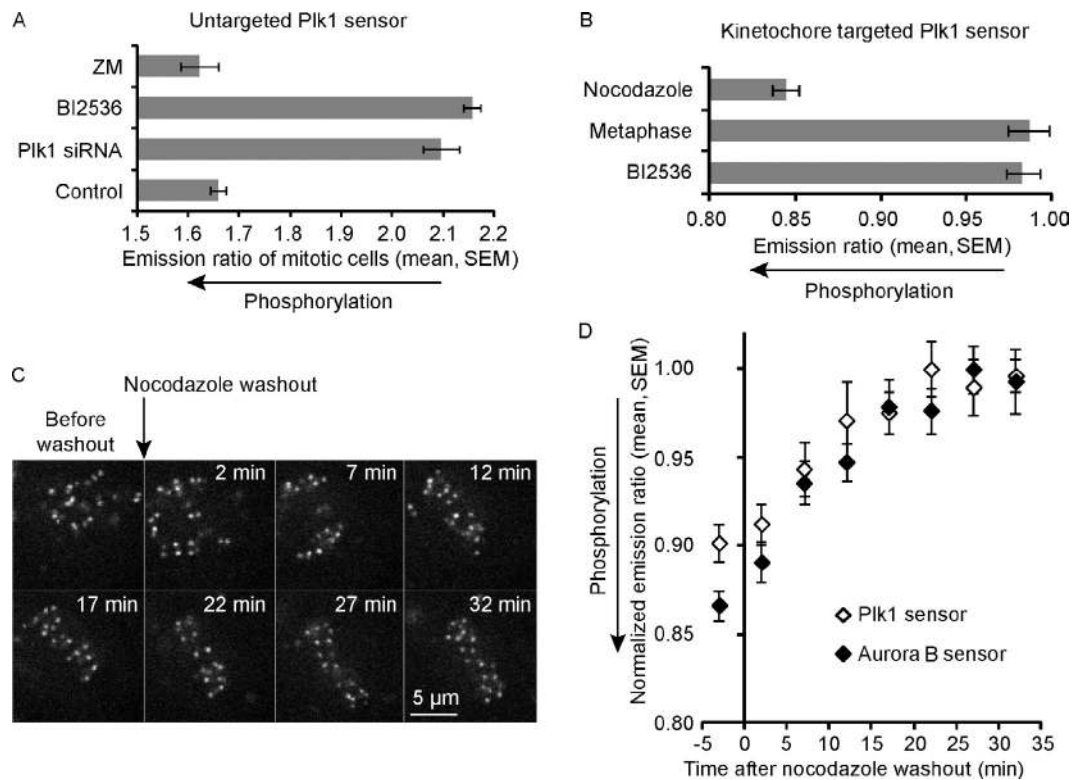 A
Untargeted Plk1 sensor
ZM
BI2536
Plk1 siRNA
Control
1.5 1.6 1.7 1.8 1.9 2.0 2.1 2.2
Emission ratio of mitotic cells (mean, SEM)
Phosphorylation
B
Kinetochore targeted Plk1 sensor
Nocodazole
Metaphase
BI2536
0.80 0.85 0.90 0.95 1.00
Emission ratio (mean, SEM)
Phosphorylation
C
Nocodazole washout
Before
washout
2 min 7 min 12 min
17 min 22 min 27 min 32 min
5 µm
D
Phosphorylation
Normalized emission ratio (mean, SEM)
1.00
0.95
0.90
0.85
0.80
Plk1 sensor
Aurora B sensor
-5 0 5 10 15 20 25 30 35
Time after nocodazole washout (min)